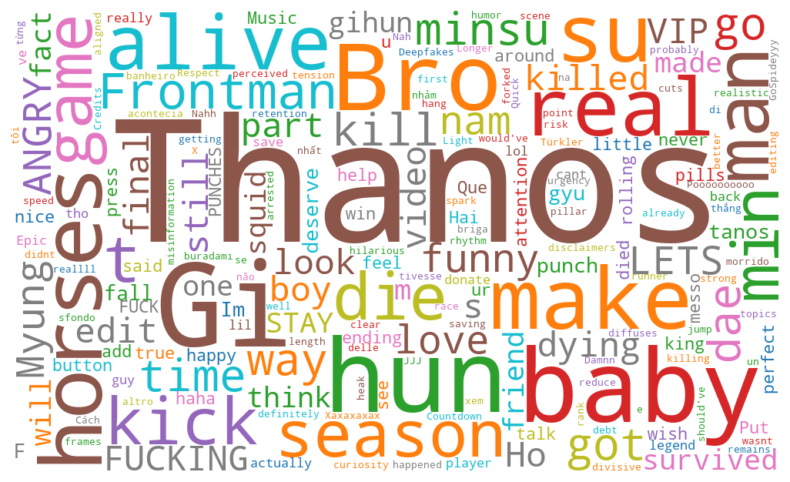 banheiro Respect really Music gihun u Deepfakes Longer humor Nah scene VIP go
tôi từng ve fact Credits alive Bro minsu su aligned probably made
acontecia perceived tension around first forked Quick na cuts realistic GoSpideyyy di
ANGRY game Frontman nhảm hang killed real man
Nahh retention X getting part kill nam Light would've point risk Türkler never better editing
speed press save nhất lol little pills Poooooooooo
nice tho final still PUNCHES squid Thanos video help win Que spark urgency cant attention rolling back thắng already
Epic didnt reallll misinformation arrested deserve Hai gyu pillar tanos
horses t buradami se look feel briga rhythm died LETS messo morrido min
Myung said one boy hilarious funny punch disclaimers runner strong
sfondo fall FUCK Im não Gi STAY tivesse die m donate ur s make dae
edit lil well length ending race saving dying diffuses topics jump un perfect
add true happy way clear delle love friend king killing
button guy time hun see JJJ baby
will altro haha think xem reduce e should've Put wasnt
Cách kick definitely Xaxaxaxax heak season Countdown rank debt wish legend remains
F frames FUCKING actually curiosity happened player talk Ho divisive got survived